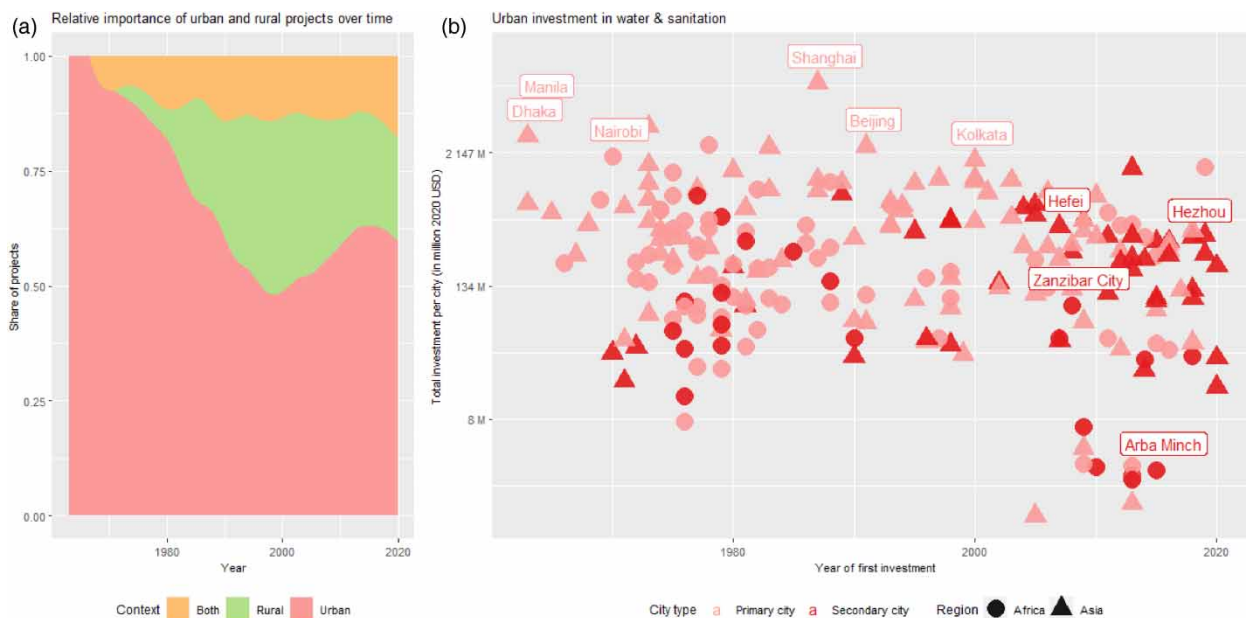 (a)
Relative importance of urban and rural projects over time
1.00
0.75
0.50
0.25
0.00
Share of projects
1980
2000
2020
Year
Context
Both
Rural
Urban
(b)
Urban investment in water & sanitation
Shanghai
Manila
Dhaka
Nairobi
Beijing
Kolkata
2 147 M
Hefei
Hezhou
134 M
Zanzibar City
8 M
Arba Minch
Total investment per city (in million 2020 USD)
1980
2000
2020
Year of first investment
City type
a Primary city
a Secondary city
Region
Africa
Asia